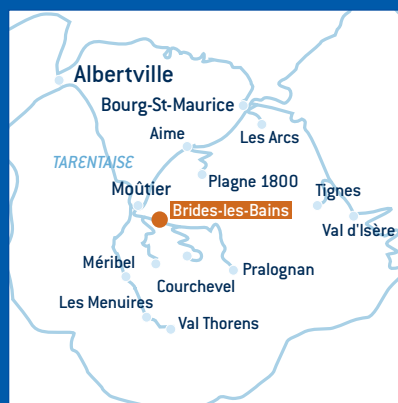 Albertville
Bourg-St-Maurice
Aime
Les Arcs
TARENTAISE
Plagne 1800
Moûtier
Tignes
Brides-les-Bains
Val d'Isère
Méribel
Pralognan
Courchevel
Les Menuires
Val Thorens